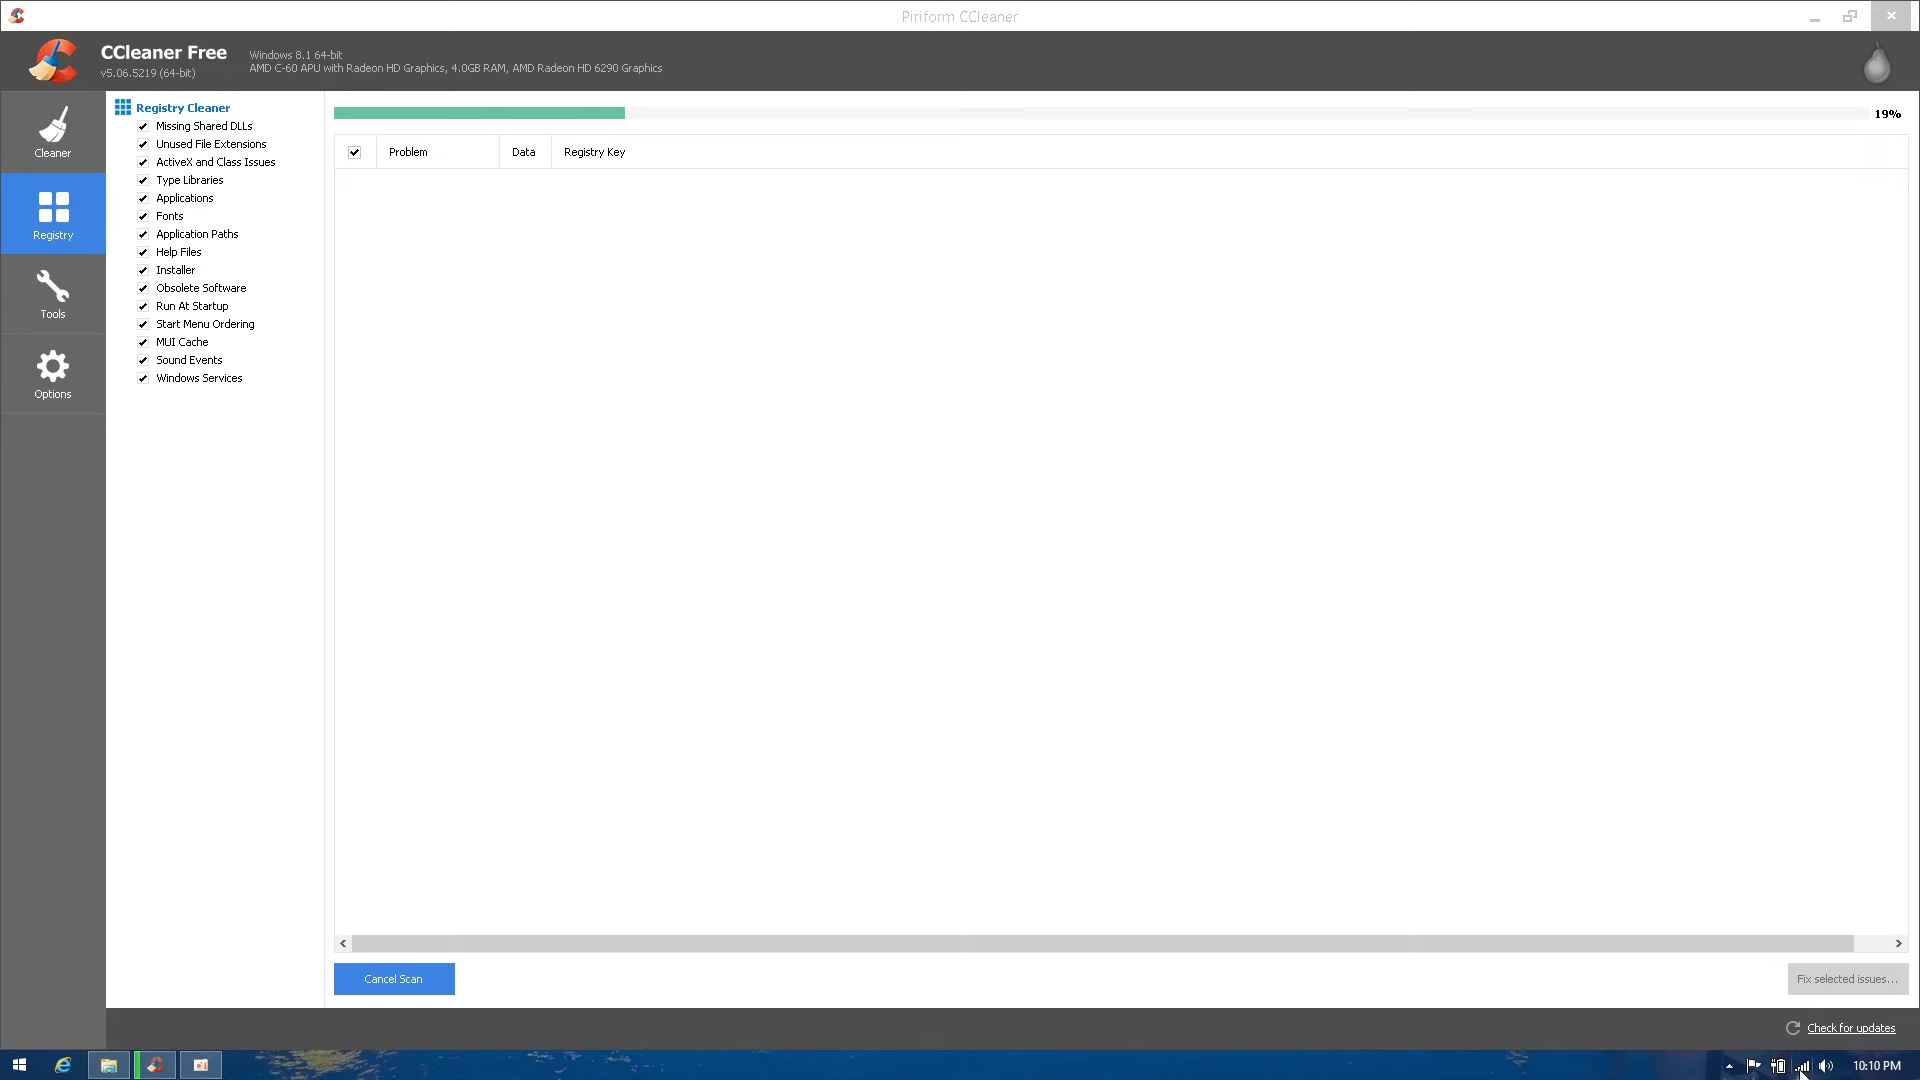 Piriform CCleaner
CCleaner Free
v5.06.5219 (64-bit)
Windows 8.1 64-bit
AMD C-60 APU with Radeon HD Graphics, 4.0GB RAM, AMD Radeon HD 6290 Graphics
Cleaner
Registry
Tools
Options
Registry Cleaner
Missing Shared DLLs
Unused File Extensions
ActiveX and Class Issues
Type Libraries
Applications
Fonts
Application Paths
Help Files
Installer
Obsolete Software
Run At Startup
Start Menu Ordering
MUI Cache
Sound Events
Windows Services
19%
Problem Data Registry Key
Cancel Scan
Fix selected issues...
Check for updates
10:10 PM